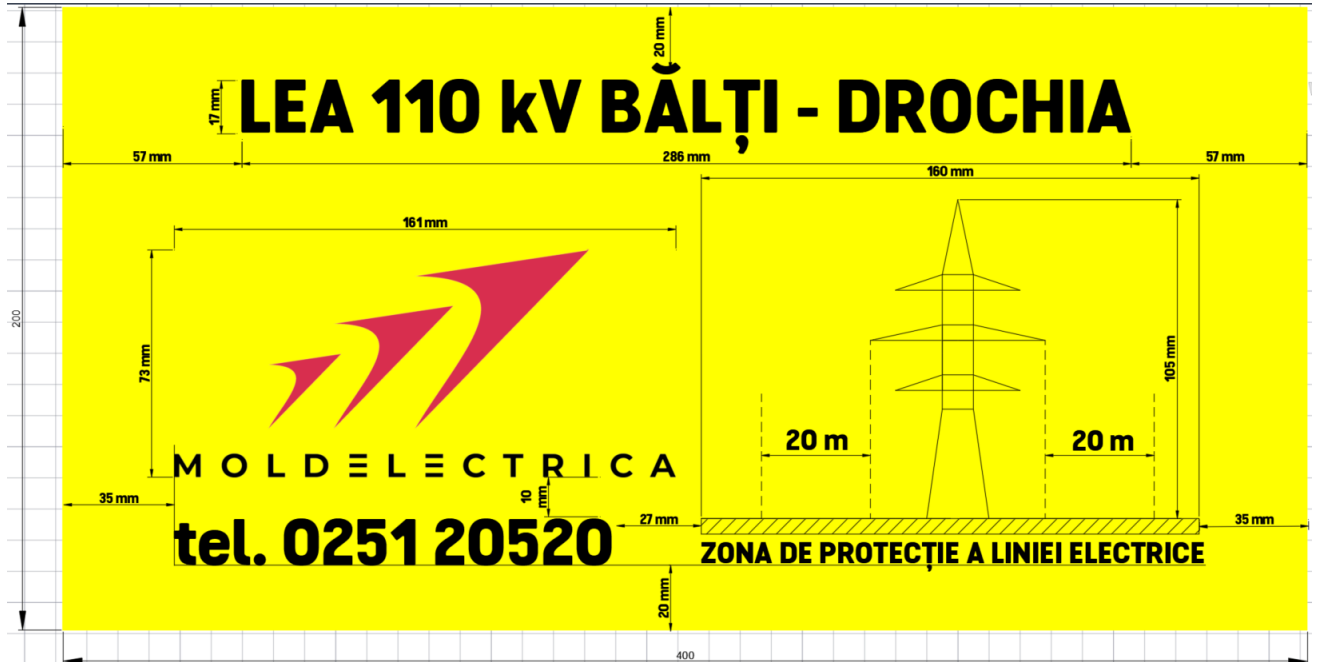 20 mm
LEA 110 kV BĂLȚI - DROCHIA
17 mm
57 mm
286 mm
57 mm
160 mm
161 mm
200
73 mm
105 mm
20 m
20 m
MOLDELECTRICA
35 mm
10 mm
27 mm
35 mm
tel. 0251 20520
ZONA DE PROTECȚIE A LINIEI ELECTRICE
20 mm
400